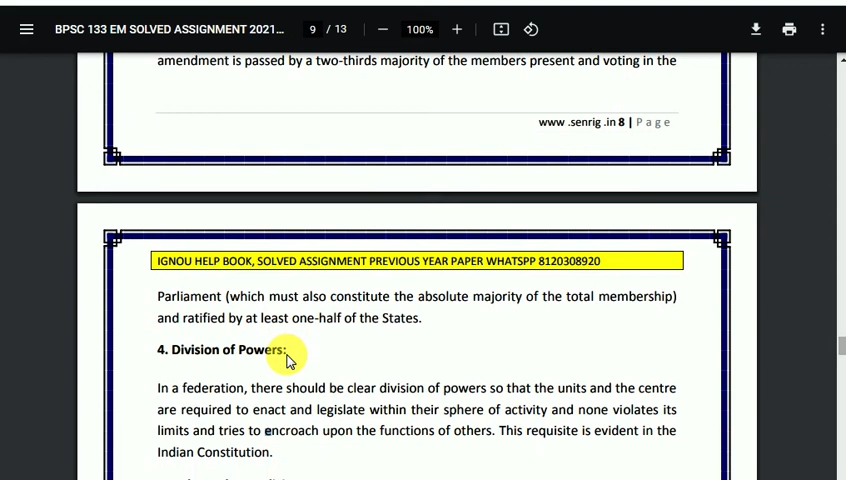 BPSC 133 EM SOLVED ASSIGNMENT 2021...
9 / 13
100%
amendment is passed by a two-thirds majority of the members present and voting in the
www .senrig .in 8 | P a g e
IGNOU HELP BOOK, SOLVED ASSIGNMENT PREVIOUS YEAR PAPER WHATSPP 8120308920
Parliament (which must also constitute the absolute majority of the total membership)
and ratified by at least one-half of the States.
4. Division of Powers:
In a federation, there should be clear division of powers so that the units and the centre
are required to enact and legislate within their sphere of activity and none violates its
limits and tries to encroach upon the functions of others. This requisite is evident in the
Indian Constitution.